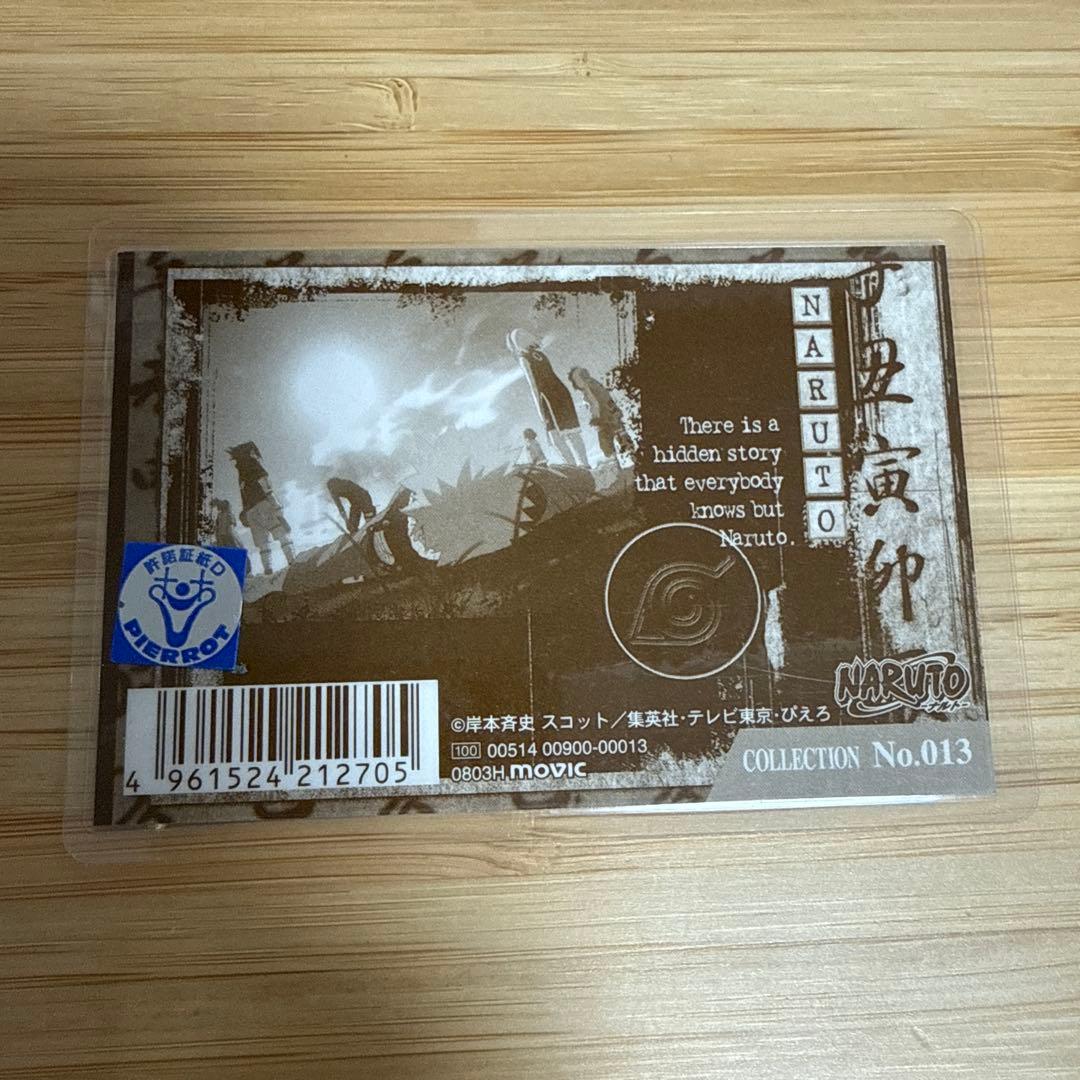 NARUTO
There is a
hidden story
that everybody
knows but
Naruto.
子丑寅卯
許諾証紙D
PIERROT
NARUTO
-ナルト-
4 961524 212705
©岸本斉史 スコット/集英社・テレビ東京・ぴえろ
100 00514 00900-00013
0803H movic
COLLECTION No.013